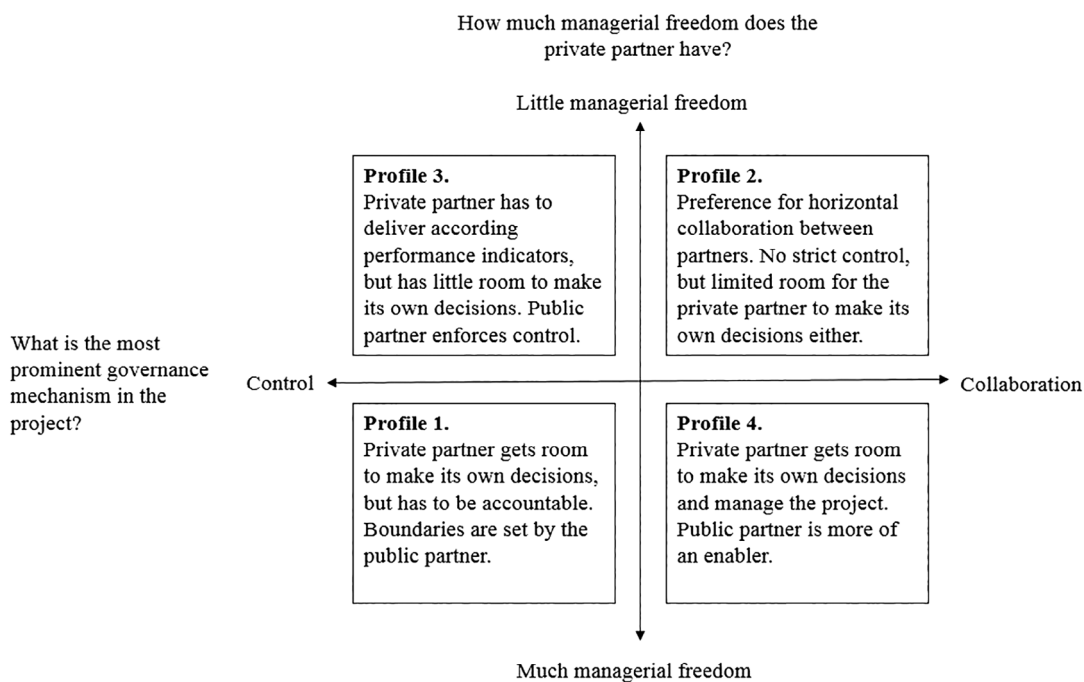 How much managerial freedom does the
private partner have?
Little managerial freedom
Profile 3.
Private partner has to
deliver according
performance indicators,
but has little room to make
its own decisions. Public
partner enforces control.
Profile 2.
Preference for horizontal
collaboration between
partners. No strict control,
but limited room for the
private partner to make its
own decisions either.
What is the most
prominent governance
mechanism in the
project?
Control
Collaboration
Profile 1.
Private partner gets room
to make its own decisions,
but has to be accountable.
Boundaries are set by the
public partner.
Profile 4.
Private partner gets room
to make its own decisions
and manage the project.
Public partner is more of
an enabler.
Much managerial freedom